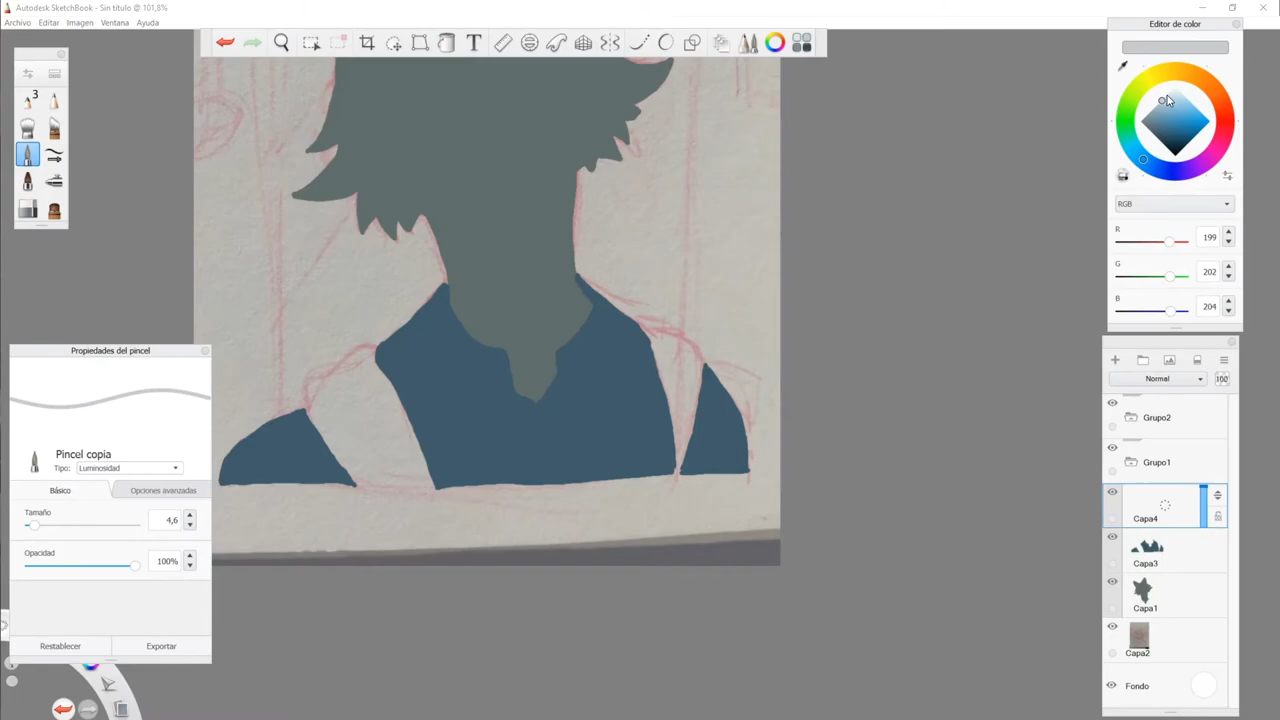 Autodesk SketchBook - Sin título @ 101,8%
Archivo Editar Imagen Ventana Ayuda
T
Editor de color
3
RGB
R 199
G 202
B 204
Propiedades del pincel
Pincel copia
Tipo: Luminosidad
Básico Opciones avanzadas
Tamaño
4,6
Opacidad
100%
Restablecer Exportar
Normal 100
Grupo2
Grupo1
Capa4
Capa3
Capa1
Capa2
Fondo